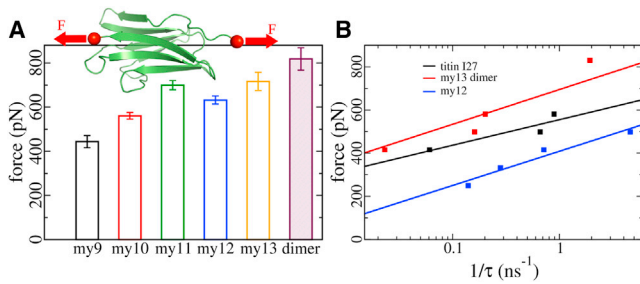 A
F
F
800
600
400
200
0
force (pN)
my9 my10 my11 my12 my13 dimer
B
titin I27
my13 dimer
my12
800
600
400
200
0
force (pN)
0.1 1
1/τ (ns⁻¹)